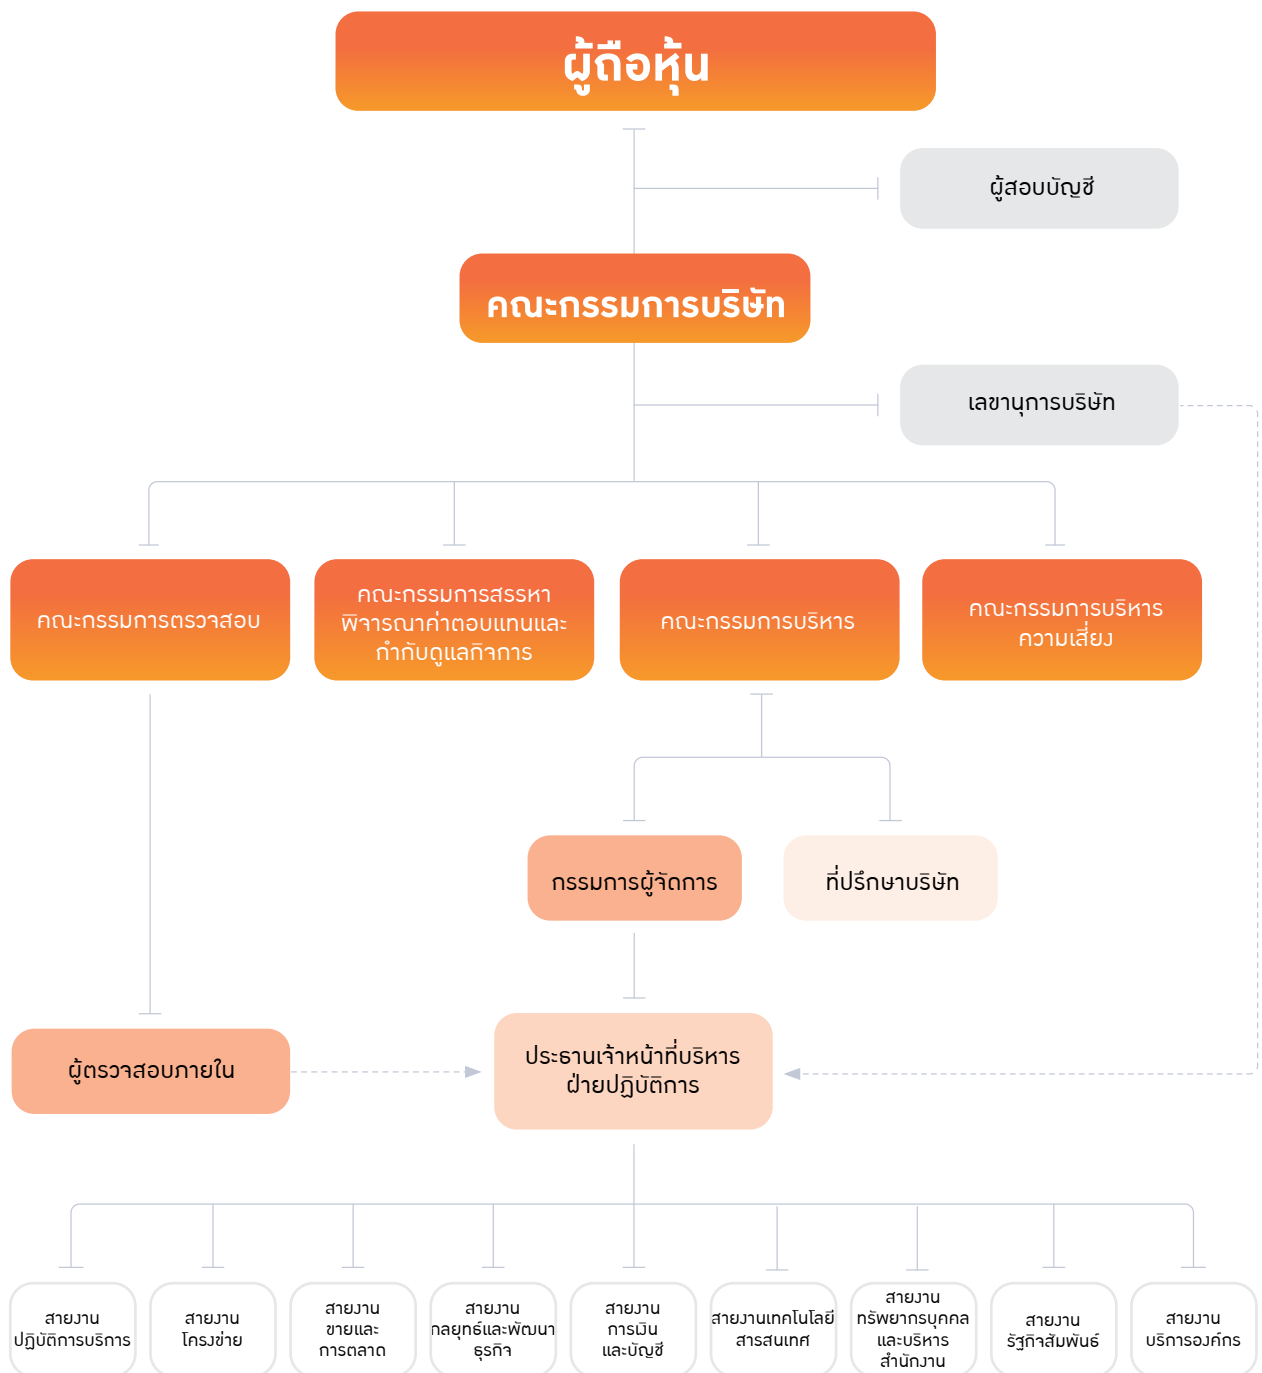 ผู้ถือหุ้น
ผู้สอบบัญชี
คณะกรรมการบริษัท
เลขานุการบริษัท
คณะกรรมการตรวจสอบ
คณะกรรมการสรรหา
พิจารณาค่าตอบแทนและ
กำกับดูแลกิจการ
คณะกรรมการบริหาร
คณะกรรมการบริหาร
ความเสี่ยง
กรรมการผู้จัดการ
ที่ปรึกษาบริษัท
ผู้ตรวจสอบภายใน
ประธานเจ้าหน้าที่บริหาร
ฝ่ายปฏิบัติการ
สายงาน
ปฏิบัติการบริการ
สายงาน
โครงข่าย
สายงาน
ขายและ
การตลาด
สายงาน
กลยุทธ์และพัฒนา
ธุรกิจ
สายงาน
การเงิน
และบัญชี
สายงานเทคโนโลยี
สารสนเทศ
สายงาน
ทรัพยากรบุคคล
และบริหาร
สำนักงาน
สายงาน
รัฐกิจสัมพันธ์
สายงาน
บริการองค์กร